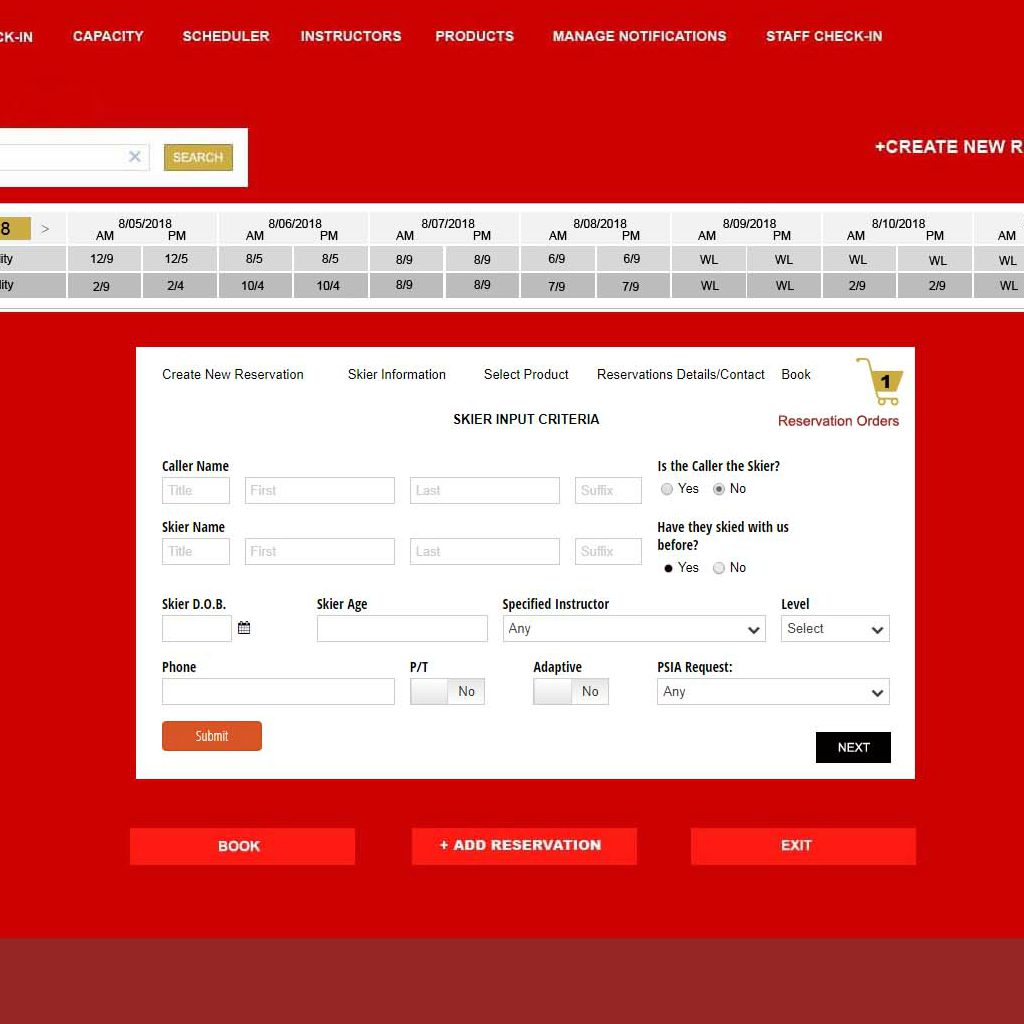 CK-IN CAPACITY SCHEDULER INSTRUCTORS PRODUCTS MANAGE NOTIFICATIONS STAFF CHECK-IN
SEARCH
+CREATE NEW R
8 > 8/05/2018 8/06/2018 8/07/2018 8/08/2018 8/09/2018 8/10/2018
AM PM AM PM AM PM AM PM AM PM AM PM AM
ity 12/9 12/5 8/5 8/5 8/9 8/9 6/9 6/9 WL WL WL WL WL
lity 2/9 2/4 10/4 10/4 8/9 8/9 7/9 7/9 WL WL 2/9 2/9 WL
Create New Reservation Skier Information Select Product Reservations Details/Contact Book 1
SKIER INPUT CRITERIA Reservation Orders
Caller Name Is the Caller the Skier?
Title First Last Suffix Yes No
Skier Name Have they skied with us
before?
Title First Last Suffix
Yes No
Skier D.O.B. Skier Age Specified Instructor Level
Any Select
Phone P/T Adaptive PSIA Request:
No No Any
Submit
NEXT
BOOK + ADD RESERVATION EXIT